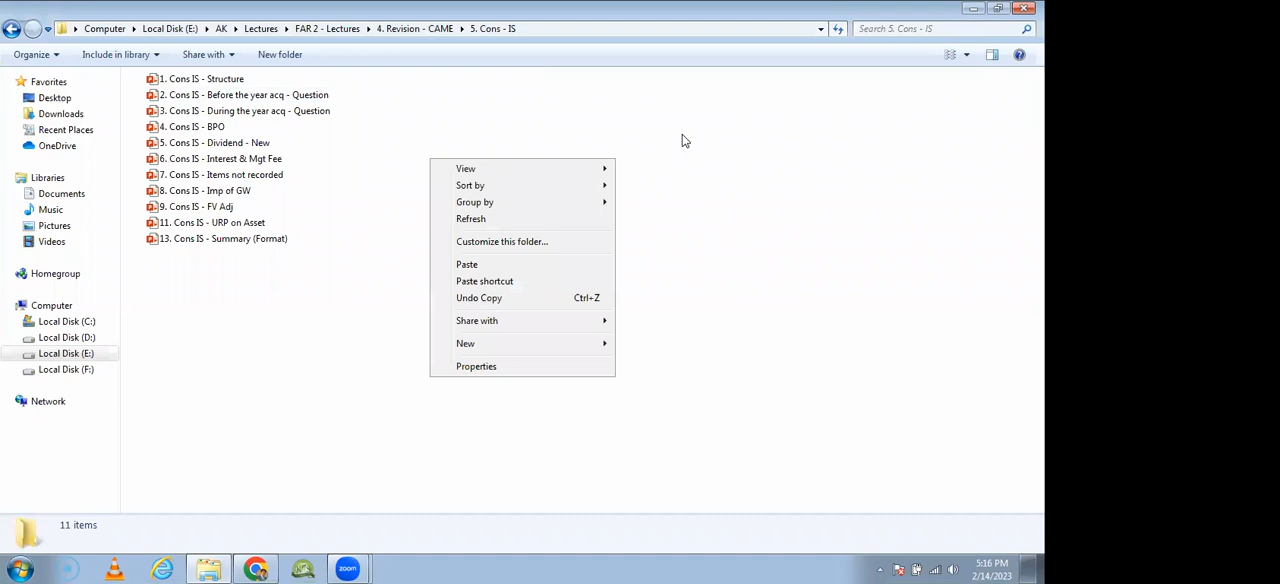 Computer Local Disk (E:) AK Lectures FAR 2 - Lectures 4. Revision - CAME 5. Cons - IS
Search 5. Cons - IS
Organize Include in library Share with New folder
Favorites
Desktop
Downloads
Recent Places
OneDrive
Libraries
Documents
Music
Pictures
Videos
Homegroup
Computer
Local Disk (C:)
Local Disk (D:)
Local Disk (E:)
Local Disk (F:)
Network
1. Cons IS - Structure
2. Cons IS - Before the year acq - Question
3. Cons IS - During the year acq - Question
4. Cons IS - BPO
5. Cons IS - Dividend - New
6. Cons IS - Interest & Mgt Fee
7. Cons IS - Items not recorded
8. Cons IS - Imp of GW
9. Cons IS - FV Adj
11. Cons IS - URP on Asset
13. Cons IS - Summary (Format)
View
Sort by
Group by
Refresh
Customize this folder...
Paste
Paste shortcut
Undo Copy Ctrl+Z
Share with
New
Properties
11 items
zoom
5:16 PM
2/14/2023